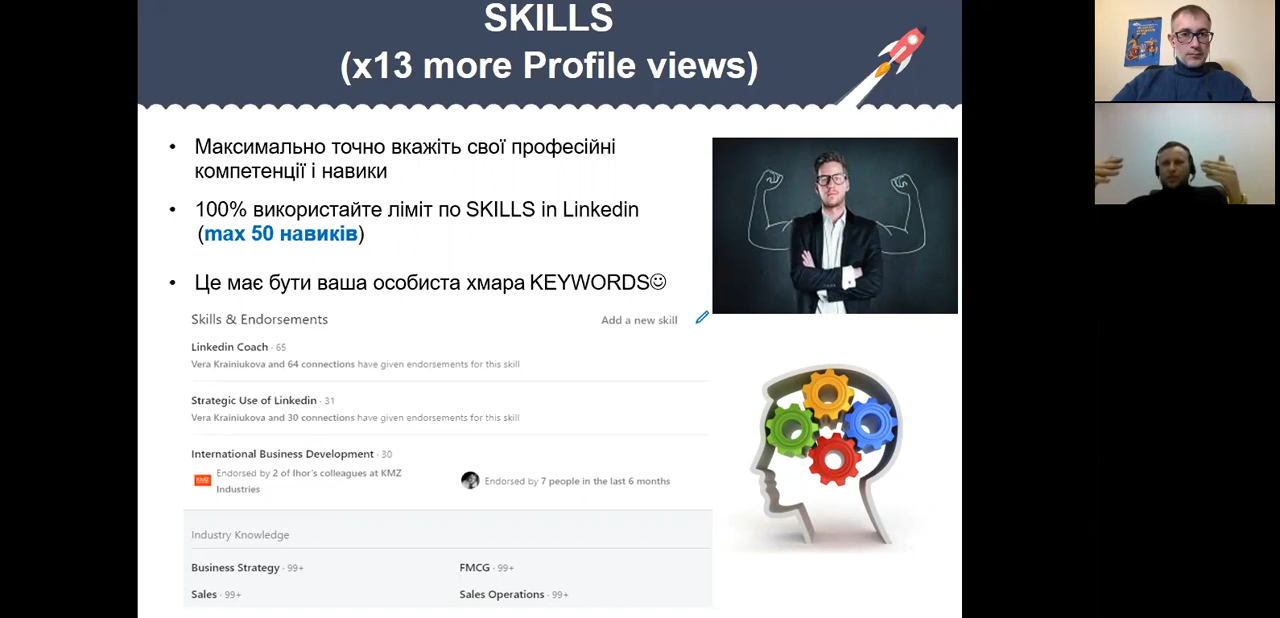 SKILLS
(x13 more Profile views)
• Максимально точно вкажіть свої професійні
компетенції і навики
• 100% використайте ліміт по SKILLS in Linkedin
(max 50 навиків)
• Це має бути ваша особиста хмара KEYWORDS☺
Skills & Endorsements
Add a new skill
Linkedin Coach · 65
Vera Krainiukova and 64 connections have given endorsements for this skill
Strategic Use of Linkedin · 31
Vera Krainiukova and 30 connections have given endorsements for this skill
International Business Development · 30
KMZ
Endorsed by 2 of Ihor's colleagues at KMZ
Industries
Endorsed by 7 people in the last 6 months
Industry Knowledge
Business Strategy · 99+
FMCG · 99+
Sales · 99+
Sales Operations · 99+